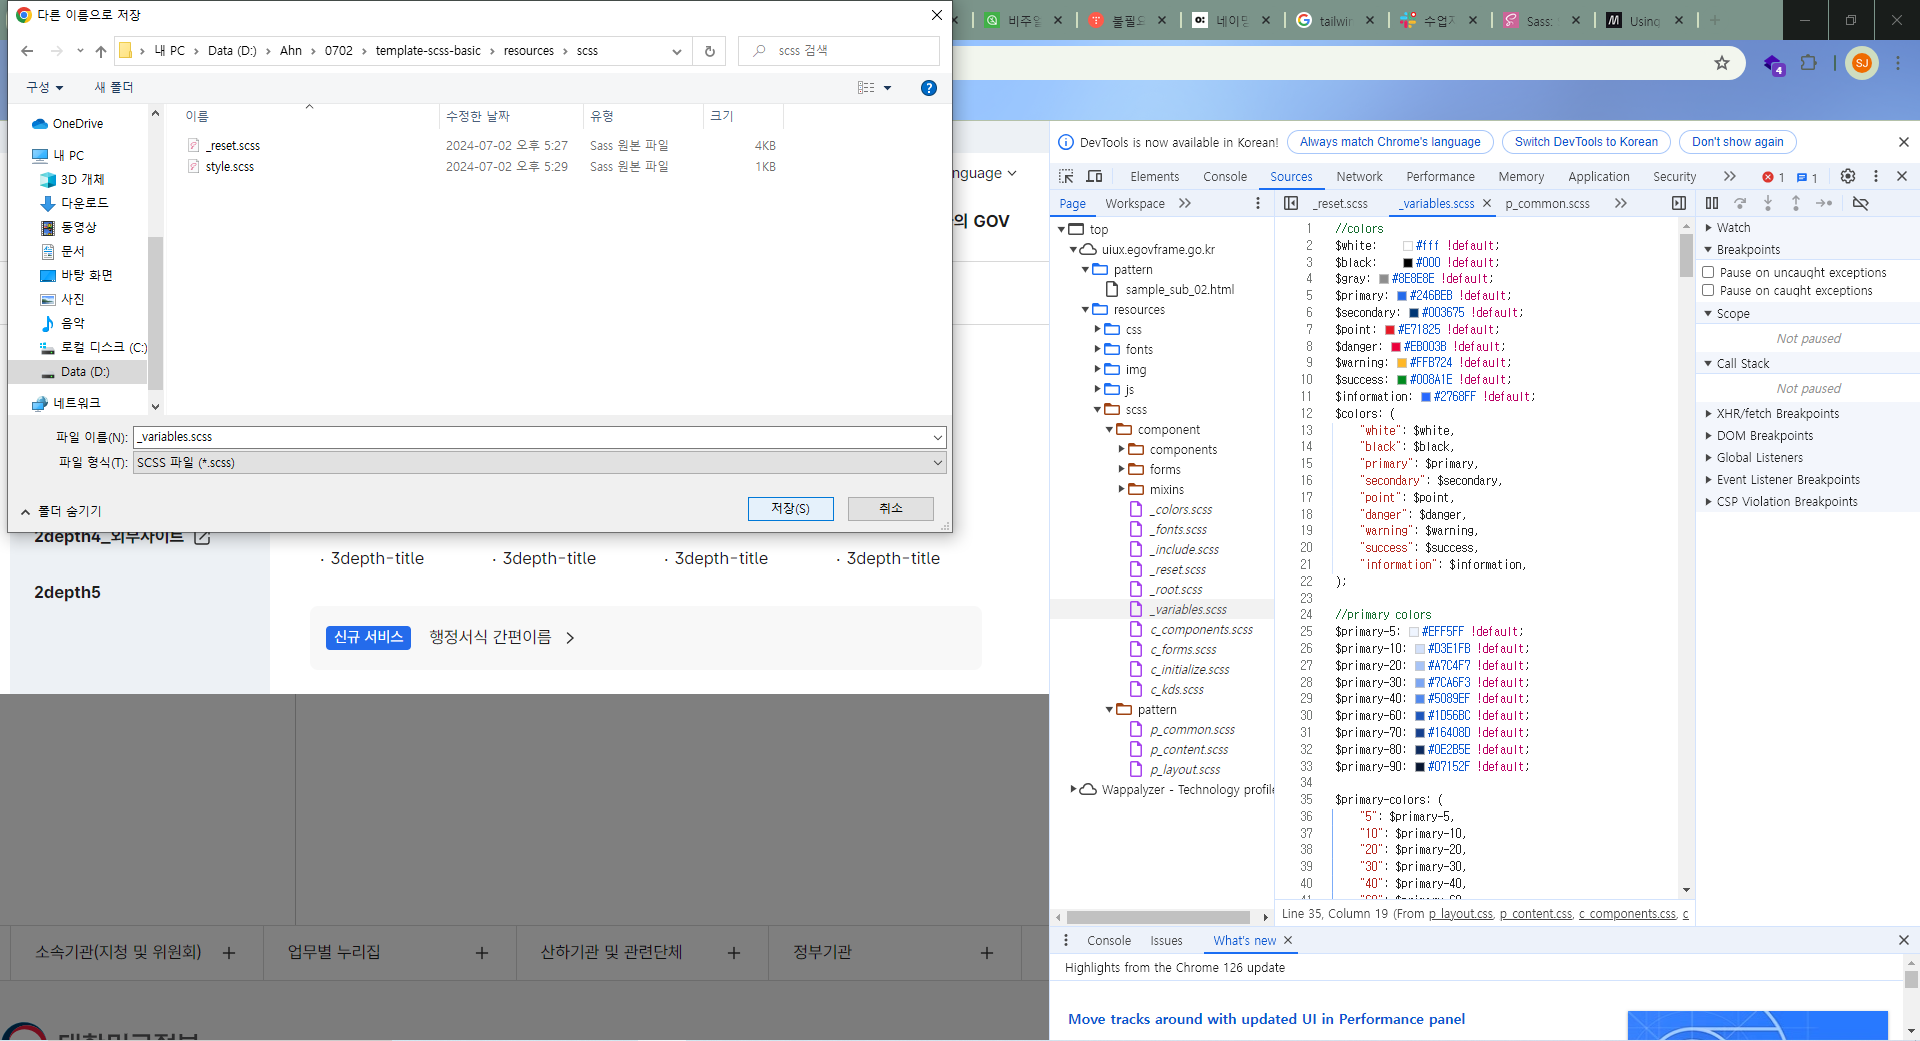 다른 이름으로 저장
내 PC
Data (D:)
Ahn
0702
template-scss-basic
resources
scss
scss 검색
구성
새 폴더
OneDrive
내 PC
3D 개체
다운로드
동영상
문서
바탕 화면
사진
음악
로컬 디스크 (C:)
Data (D:)
네트워크
이름 수정한 날짜 유형 크기
_reset.scss 2024-07-02 오후 5:27 Sass 원본 파일 4KB
style.scss 2024-07-02 오후 5:29 Sass 원본 파일 1KB
파일 이름(N): _variables.scss
파일 형식(T): SCSS 파일 (*.scss)
폴더 숨기기
저장(S) 취소
불필요
네이밍
tailwin
수업자
Sass:
Using
4
SJ
nguage
의 GOV
2depth4_외부사이트
2depth5
· 3depth-title · 3depth-title · 3depth-title · 3depth-title
신규 서비스 행정서식 간편이름
소속기관(지청 및 위원회)
업무별 누리집
산하기관 및 관련단체
정부기관
DevTools is now available in Korean! Always match Chrome's language Switch DevTools to Korean Don't show again
Elements Console Sources Network Performance Memory Application Security 1 1
Page Workspace
_reset.scss _variables.scss p_common.scss
top
uiux.egovframe.go.kr
pattern
sample_sub_02.html
resources
css
fonts
img
js
scss
component
components
forms
mixins
_colors.scss
_fonts.scss
_include.scss
_reset.scss
_root.scss
_variables.scss
c_components.scss
c_forms.scss
c_initialize.scss
c_kds.scss
pattern
p_common.scss
p_content.scss
p_layout.scss
Wappalyzer - Technology profile
1 //colors
2 $white: #fff !default;
3 $black: #000 !default;
4 $gray: #8E8E8E !default;
5 $primary: #246BEB !default;
6 $secondary: #003675 !default;
7 $point: #E71825 !default;
8 $danger: #EB003B !default;
9 $warning: #FFB724 !default;
10 $success: #008A1E !default;
11 $information: #2768FF !default;
12 $colors: (
13 "white": $white,
14 "black": $black,
15 "primary": $primary,
16 "secondary": $secondary,
17 "point": $point,
18 "danger": $danger,
19 "warning": $warning,
20 "success": $success,
21 "information": $information,
22 );
23
24 //primary colors
25 $primary-5: #EFF5FF !default;
26 $primary-10: #D3E1FB !default;
27 $primary-20: #A7C4F7 !default;
28 $primary-30: #7CA6F3 !default;
29 $primary-40: #5089EF !default;
30 $primary-60: #1D56BC !default;
31 $primary-70: #16408D !default;
32 $primary-80: #0E2B5E !default;
33 $primary-90: #07152F !default;
34
35 $primary-colors: (
36 "5": $primary-5,
37 "10": $primary-10,
38 "20": $primary-20,
39 "30": $primary-30,
40 "40": $primary-40,
Line 35, Column 19 (From p_layout.css, p_content.css, c_components.css, c
Watch
Breakpoints
Pause on uncaught exceptions
Pause on caught exceptions
Scope
Not paused
Call Stack
Not paused
XHR/fetch Breakpoints
DOM Breakpoints
Global Listeners
Event Listener Breakpoints
CSP Violation Breakpoints
Console Issues What's new
Highlights from the Chrome 126 update
Move tracks around with updated UI in Performance panel